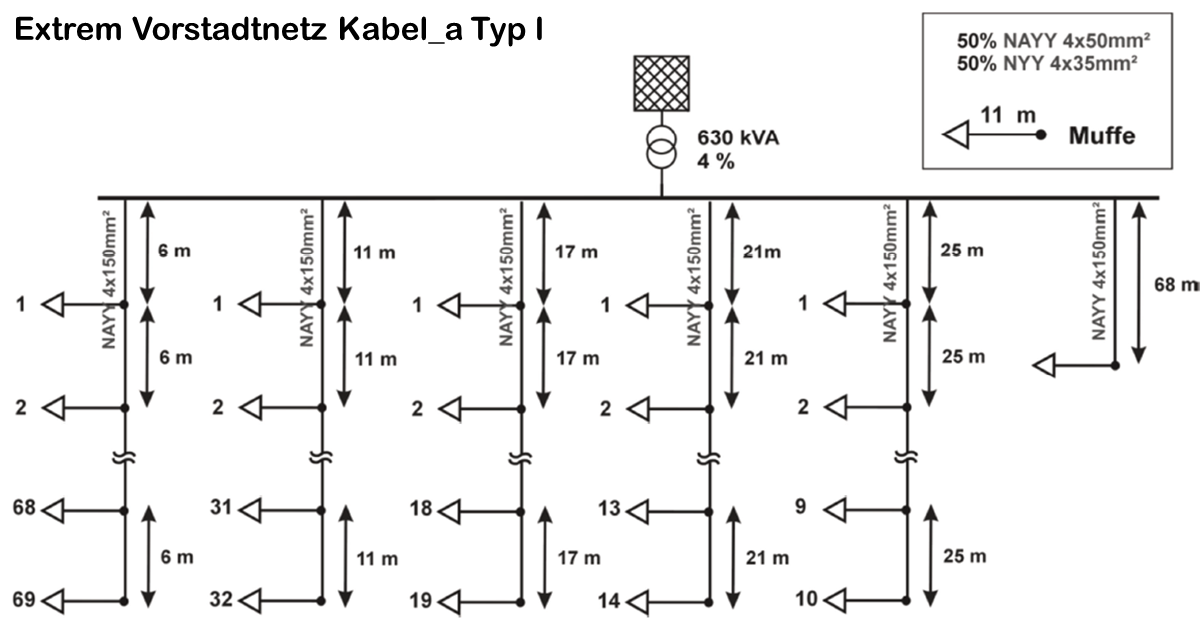 Extrem Vorstadtnetz Kabel_a Typ I
50% NAYY 4x50mm²
50% NYY 4x35mm²
11 m
Muffe
630 kVA
4 %
NAYY 4x150mm²
6 m
1
6 m
2
68
6 m
69
NAYY 4x150mm²
11 m
1
11 m
2
31
11 m
32
NAYY 4x150mm²
17 m
1
17 m
2
18
17 m
19
NAYY 4x150mm²
21m
1
21 m
2
13
21 m
14
NAYY 4x150mm²
25 m
1
25 m
2
9
25 m
10
NAYY 4x150mm²
68 m